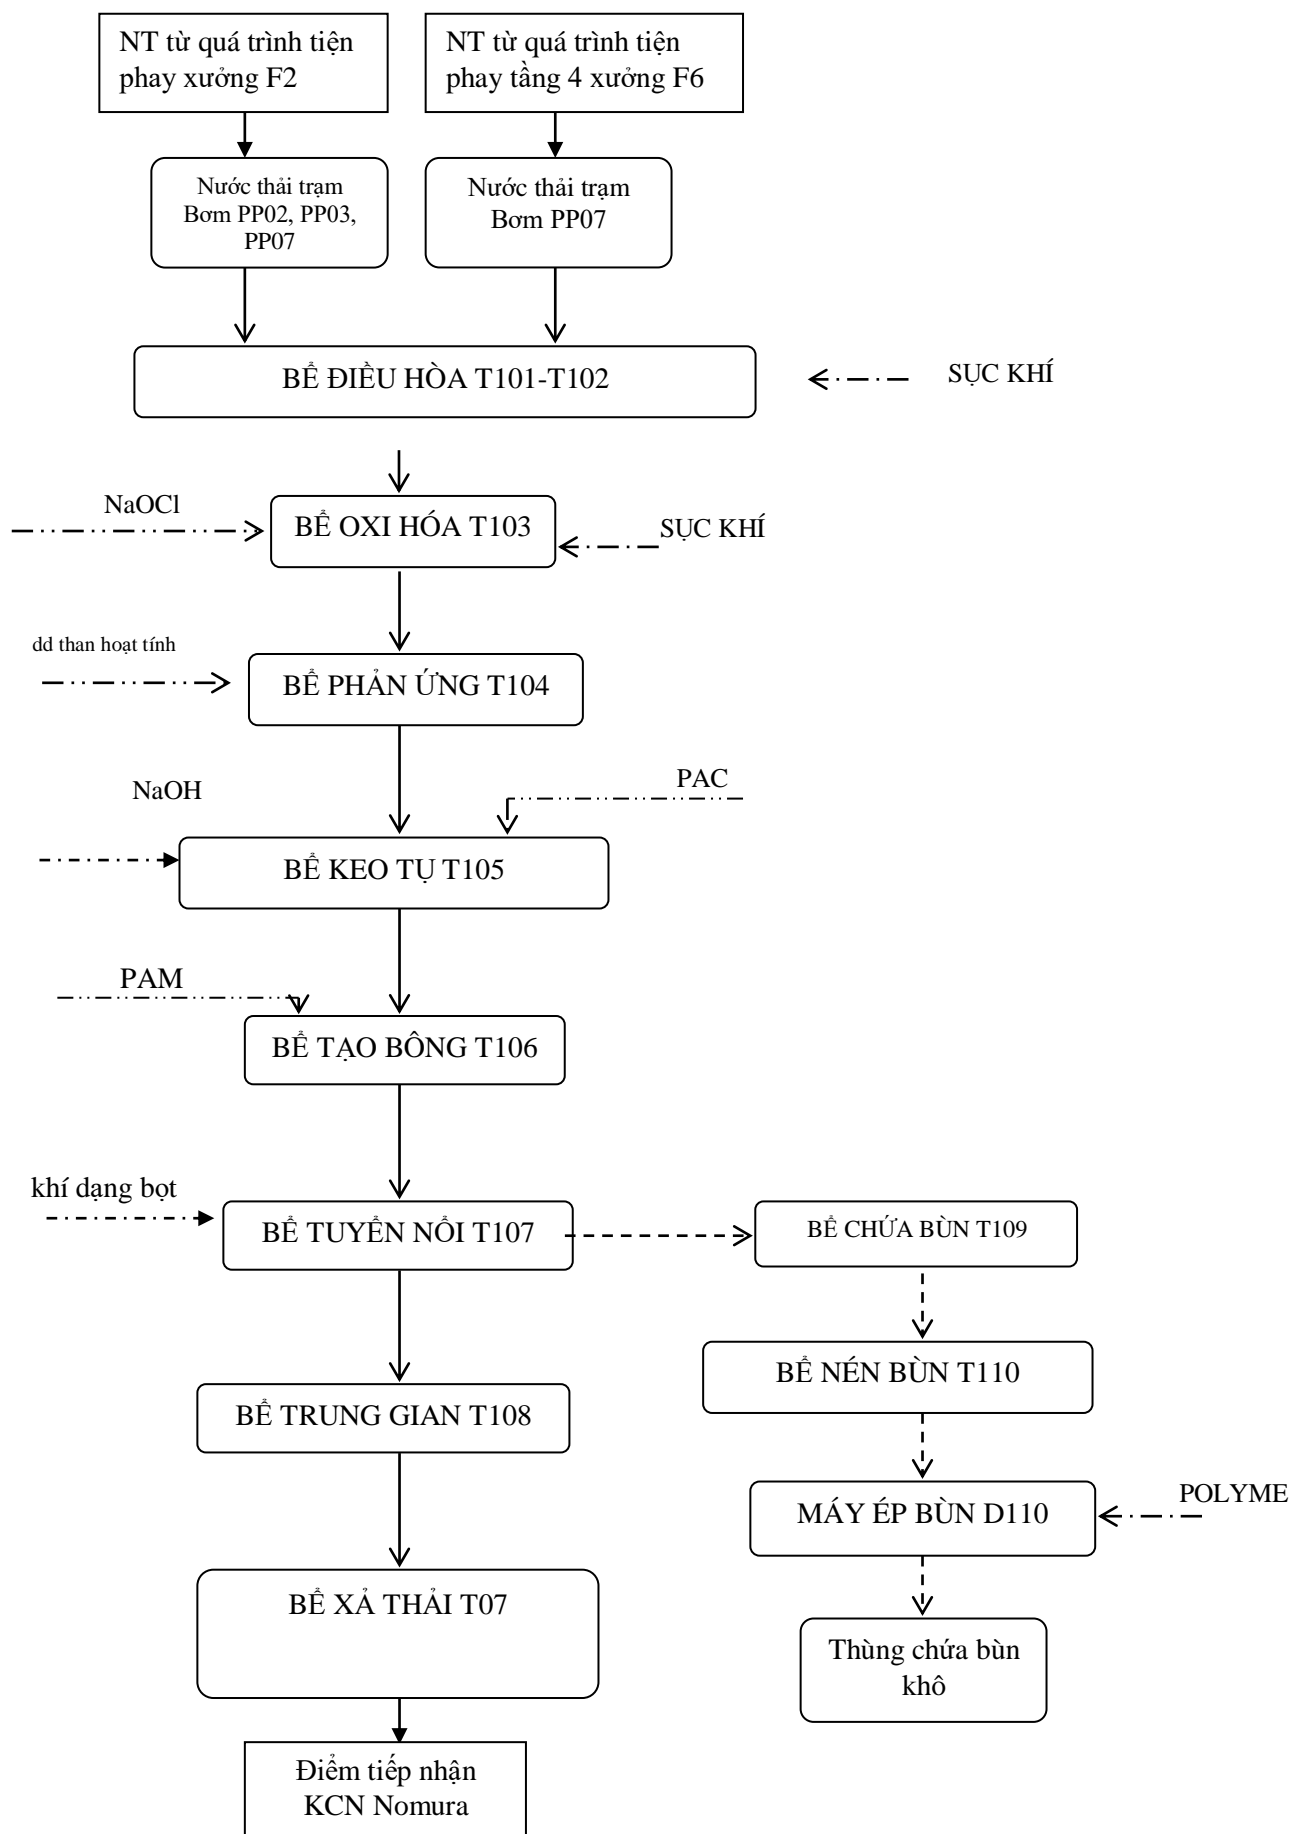 NT từ quá trình tiện
phay xưởng F2
NT từ quá trình tiện
phay tầng 4 xưởng F6
Nước thải trạm
Bơm PP02, PP03,
PP07
Nước thải trạm
Bơm PP07
BỂ ĐIỀU HÒA T101-T102
SỤC KHÍ
NaOCl
BỂ OXI HÓA T103
SỤC KHÍ
dd than hoạt tính
BỂ PHẢN ỨNG T104
NaOH
PAC
BỂ KEO TỤ T105
PAM
BỂ TẠO BÔNG T106
khí dạng bọt
BỂ TUYỂN NỔI T107
BỂ CHỨA BÙN T109
BỂ NÉN BÙN T110
BỂ TRUNG GIAN T108
MÁY ÉP BÙN D110
POLYME
BỂ XẢ THẢI T07
Thùng chứa bùn
khô
Điểm tiếp nhận
KCN Nomura